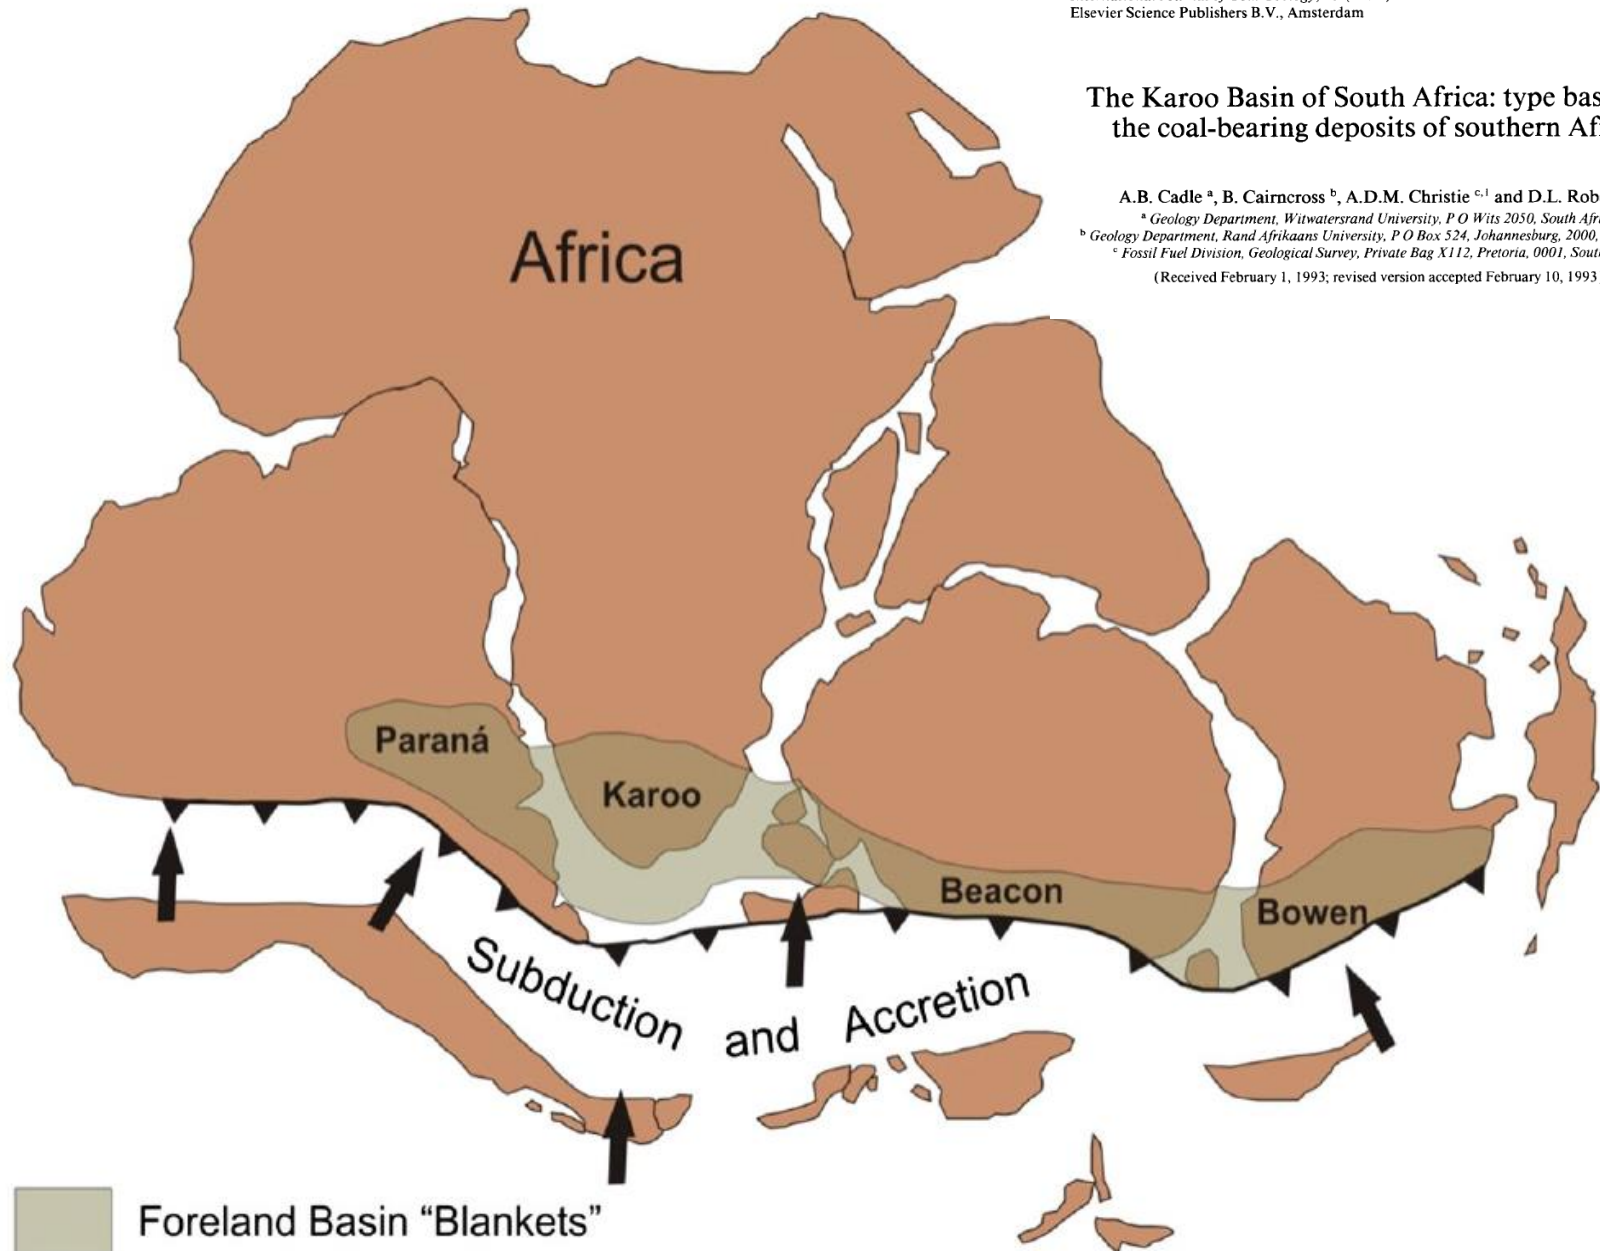 Elsevier Science Publishers B.V., Amsterdam
The Karoo Basin of South Africa: type bas
the coal-bearing deposits of southern Af
A.B. Cadle ᵃ, B. Cairncross ᵇ, A.D.M. Christie ᶜ,¹ and D.L. Rob
ᵃ Geology Department, Witwatersrand University, P O Wits 2050, South Afri
ᵇ Geology Department, Rand Afrikaans University, P O Box 524, Johannesburg, 2000,
ᶜ Fossil Fuel Division, Geological Survey, Private Bag X112, Pretoria, 0001, Sout
(Received February 1, 1993; revised version accepted February 10, 1993
Africa
Paraná
Karoo
Beacon
Bowen
Subduction and Accretion
Foreland Basin “Blankets”